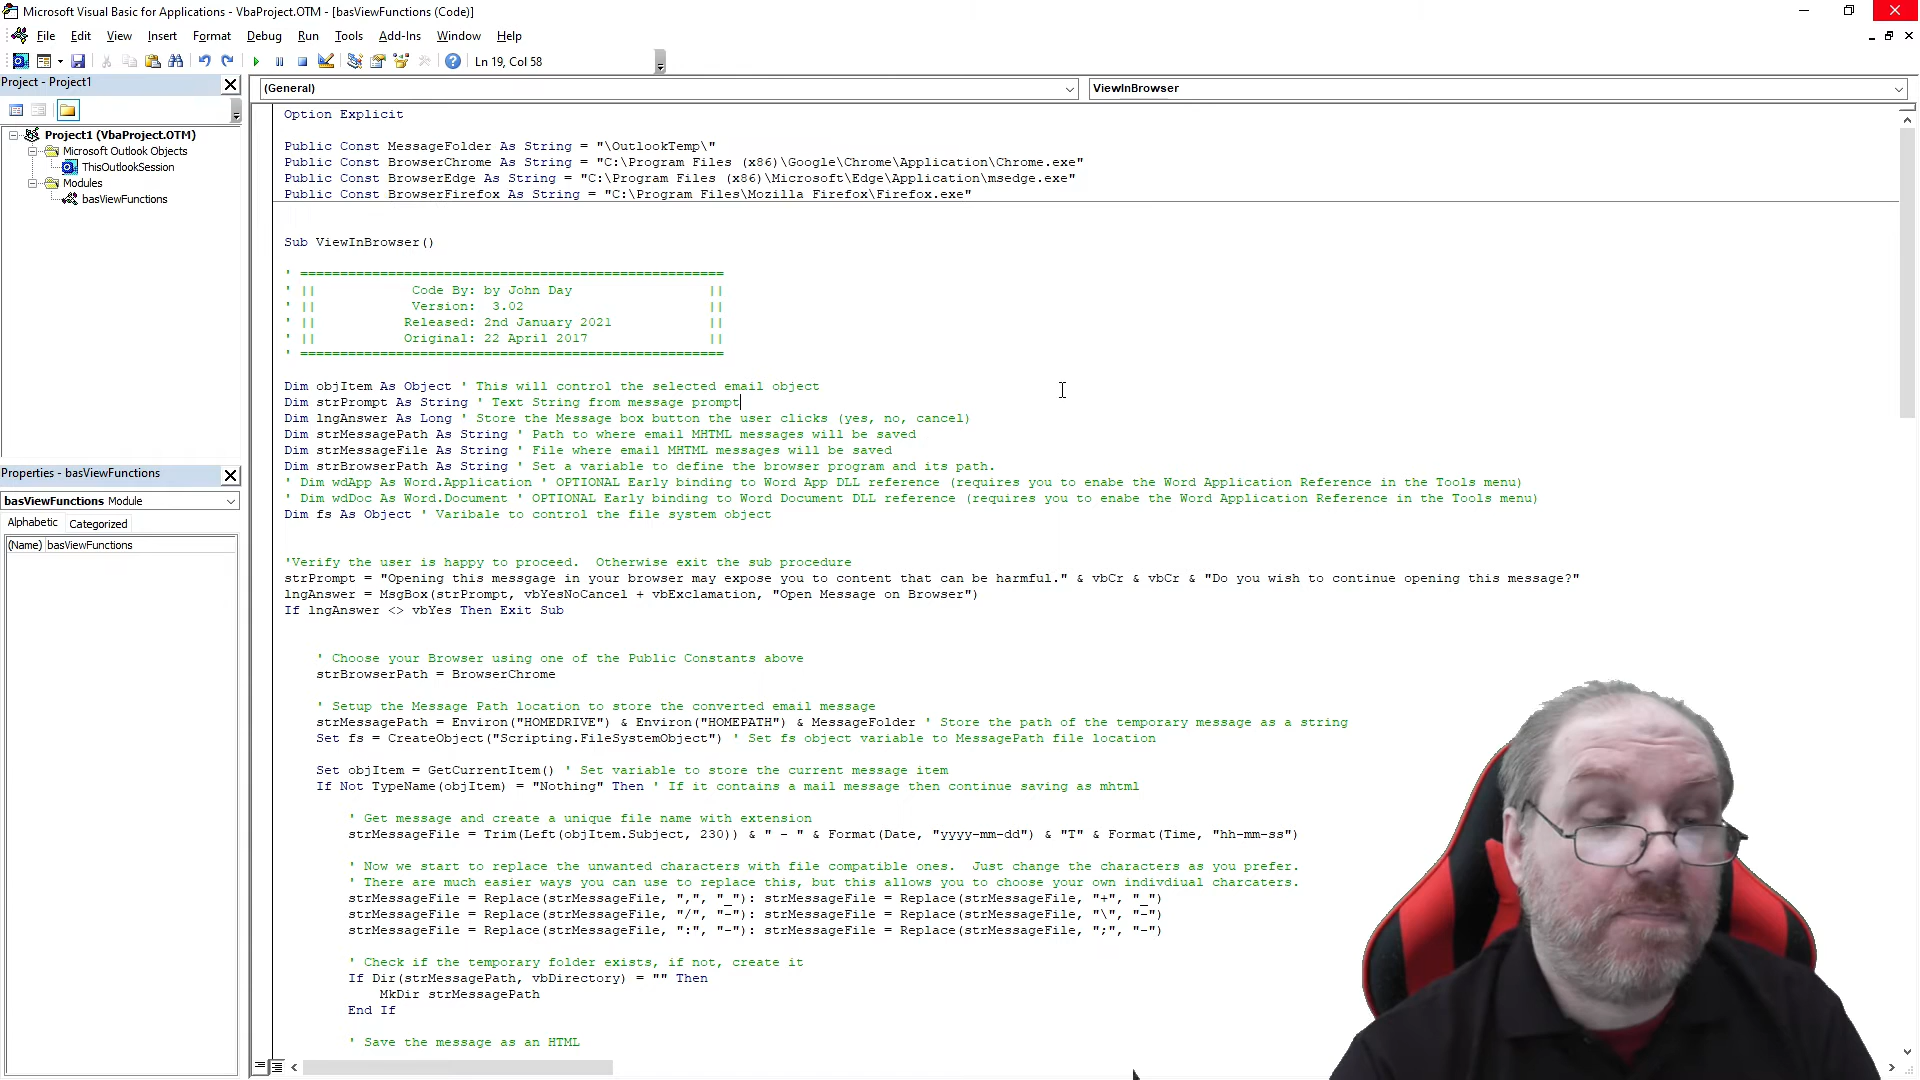 Microsoft Visual Basic for Applications - VbaProject.OTM - [basViewFunctions (Code)]
File Edit View Insert Format Debug Run Tools Add-Ins Window Help
Ln 19, Col 58
Project - Project1
(General)
ViewInBrowser
Project1 (VbaProject.OTM)
Microsoft Outlook Objects
ThisOutlookSession
Modules
basViewFunctions
Properties - basViewFunctions
basViewFunctions Module
Alphabetic Categorized
(Name) basViewFunctions
Option Explicit
Public Const MessageFolder As String = "\OutlookTemp\"
Public Const BrowserChrome As String = "C:\Program Files (x86)\Google\Chrome\Application\Chrome.exe"
Public Const BrowserEdge As String = "C:\Program Files (x86)\Microsoft\Edge\Application\msedge.exe"
Public Const BrowserFirefox As String = "C:\Program Files\Mozilla Firefox\Firefox.exe"
Sub ViewInBrowser()
' =====================================================
' || Code By: by John Day ||
' || Version: 3.02 ||
' || Released: 2nd January 2021 ||
' || Original: 22 April 2017 ||
' =====================================================
Dim objItem As Object ' This will control the selected email object
Dim strPrompt As String ' Text String from message prompt
Dim lngAnswer As Long ' Store the Message box button the user clicks (yes, no, cancel)
Dim strMessagePath As String ' Path to where email MHTML messages will be saved
Dim strMessageFile As String ' File where email MHTML messages will be saved
Dim strBrowserPath As String ' Set a variable to define the browser program and its path.
' Dim wdApp As Word.Application ' OPTIONAL Early binding to Word App DLL reference (requires you to enabe the Word Application Reference in the Tools menu)
' Dim wdDoc As Word.Document ' OPTIONAL Early binding to Word Document DLL reference (requires you to enabe the Word Application Reference in the Tools menu)
Dim fs As Object ' Varibale to control the file system object
'Verify the user is happy to proceed.  Otherwise exit the sub procedure
strPrompt = "Opening this messgage in your browser may expose you to content that can be harmful." & vbCr & vbCr & "Do you wish to continue opening this message?"
lngAnswer = MsgBox(strPrompt, vbYesNoCancel + vbExclamation, "Open Message on Browser")
If lngAnswer <> vbYes Then Exit Sub
' Choose your Browser using one of the Public Constants above
strBrowserPath = BrowserChrome
' Setup the Message Path location to store the converted email message
strMessagePath = Environ("HOMEDRIVE") & Environ("HOMEPATH") & MessageFolder ' Store the path of the temporary message as a string
Set fs = CreateObject("Scripting.FileSystemObject") ' Set fs object variable to MessagePath file location
Set objItem = GetCurrentItem() ' Set variable to store the current message item
If Not TypeName(objItem) = "Nothing" Then ' If it contains a mail message then continue saving as mhtml
' Get message and create a unique file name with extension
strMessageFile = Trim(Left(objItem.Subject, 230)) & " - " & Format(Date, "yyyy-mm-dd") & "T" & Format(Time, "hh-mm-ss")
' Now we start to replace the unwanted characters with file compatible ones.  Just change the characters as you prefer.
' There are much easier ways you can use to replace this, but this allows you to choose your own indivdiual charcaters.
strMessageFile = Replace(strMessageFile, ",", "_"): strMessageFile = Replace(strMessageFile, "+", "_")
strMessageFile = Replace(strMessageFile, "/", "-"): strMessageFile = Replace(strMessageFile, "\", "-")
strMessageFile = Replace(strMessageFile, ":", "-"): strMessageFile = Replace(strMessageFile, ";", "-")
' Check if the temporary folder exists, if not, create it
If Dir(strMessagePath, vbDirectory) = "" Then
MkDir strMessagePath
End If
' Save the message as an HTML